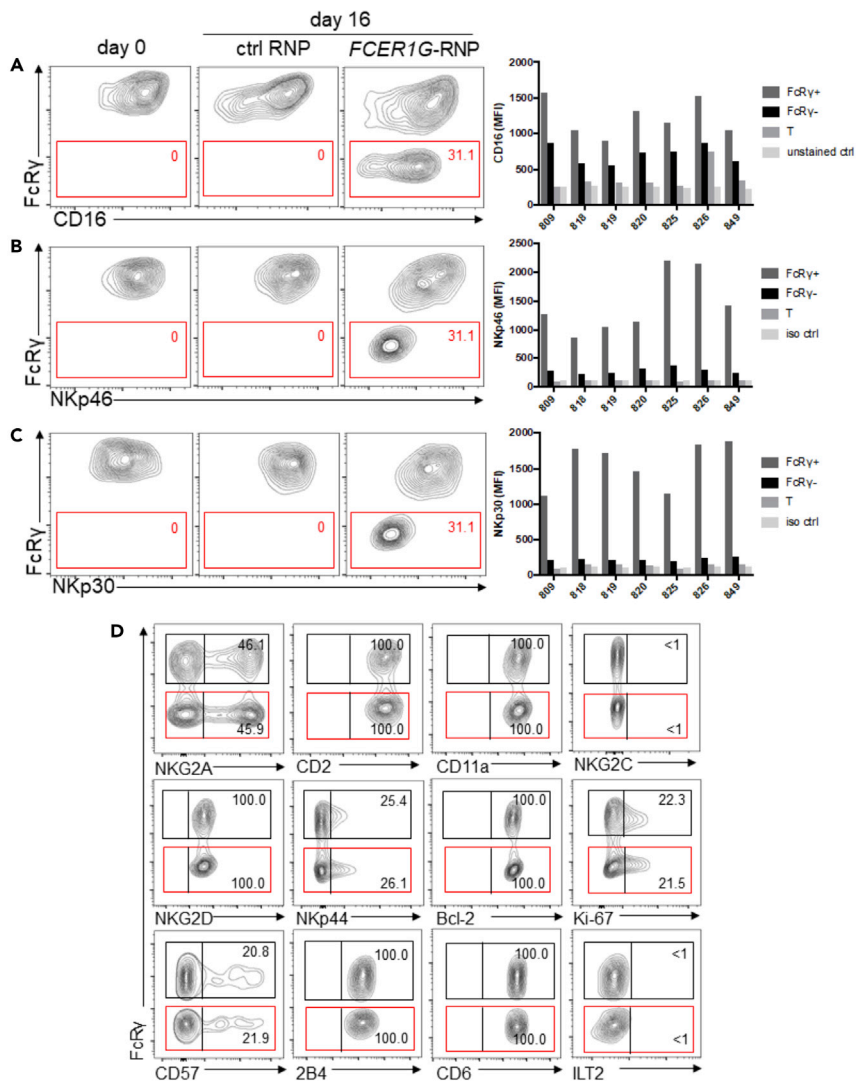 day 16
day 0 ctrl RNP FCER1G-RNP
A
FcRγ
0
0
31.1
CD16
CD16 (MFI)
2000
1500
1000
500
0
809 818 819 820 825 826 849
FcRγ+
FcRγ-
T
unstained ctrl
B
FcRγ
0
0
31.1
NKp46
NKp46 (MFI)
2500
2000
1500
1000
500
0
809 818 819 820 825 826 849
FcRγ+
FcRγ-
T
iso ctrl
C
FcRγ
0
0
31.1
NKp30
NKp30 (MFI)
2000
1500
1000
500
0
809 818 819 820 825 826 849
FcRγ+
FcRγ-
T
iso ctrl
D
46.1 100.0 100.0 <1
45.9 100.0 100.0 <1
NKG2A CD2 CD11a NKG2C
100.0 25.4 100.0 22.3
100.0 26.1 100.0 21.5
NKG2D NKp44 Bcl-2 Ki-67
20.8 100.0 100.0 <1
21.9 100.0 100.0 <1
FcRγ
CD57 2B4 CD6 ILT2